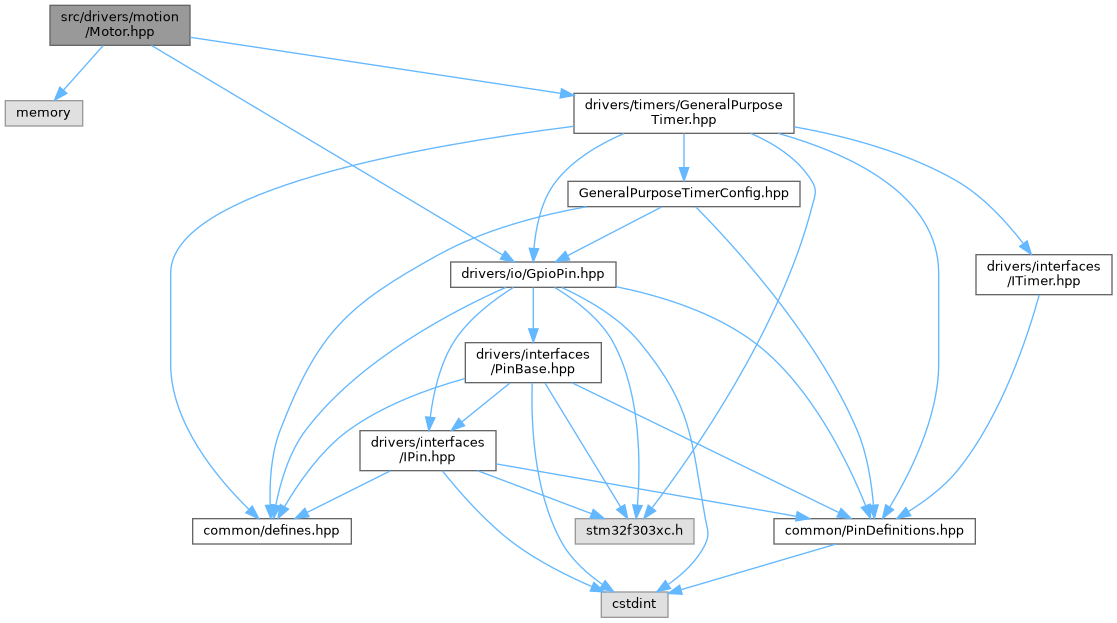 src/drivers/motion
/Motor.hpp
memory
drivers/timers/GeneralPurpose
Timer.hpp
GeneralPurposeTimerConfig.hpp
drivers/io/GpioPin.hpp
drivers/interfaces
/ITimer.hpp
drivers/interfaces
/PinBase.hpp
drivers/interfaces
/IPin.hpp
common/defines.hpp
stm32f303xc.h
common/PinDefinitions.hpp
cstdint